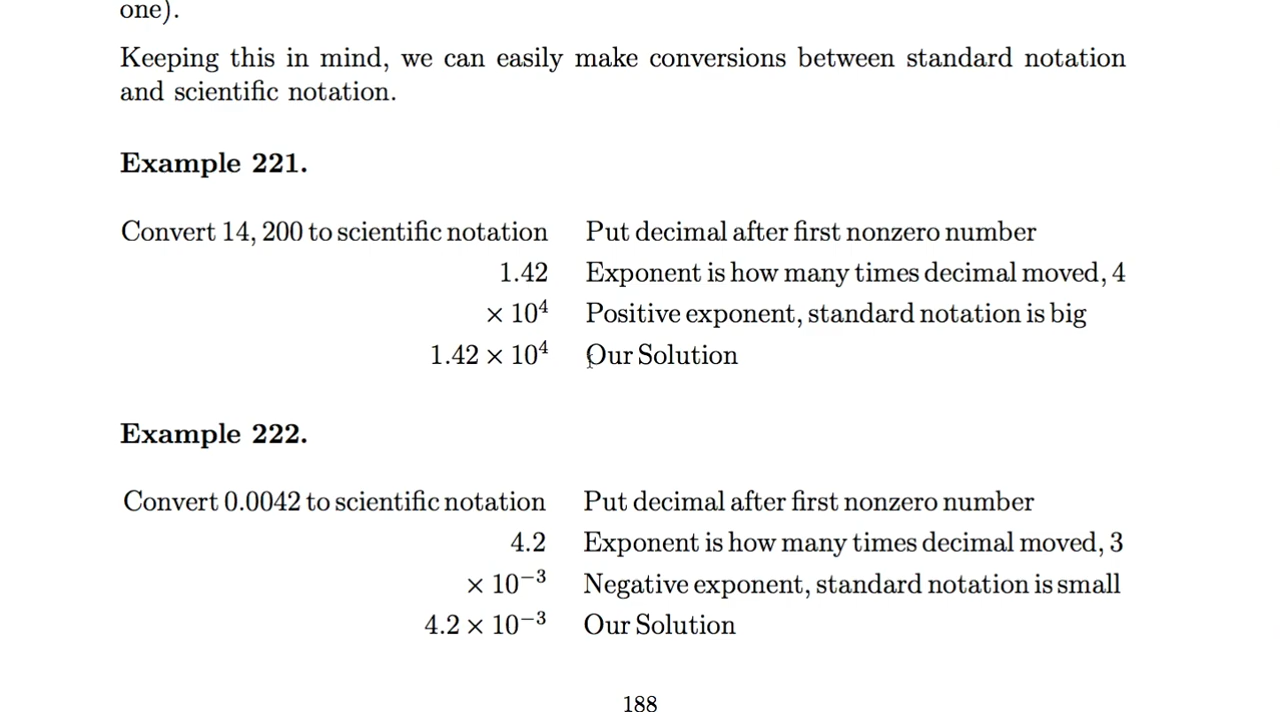 one).
Keeping this in mind, we can easily make conversions between standard notation
and scientific notation.
Example 221.
Convert 14, 200 to scientific notation Put decimal after first nonzero number
1.42 Exponent is how many times decimal moved, 4
× 10⁴ Positive exponent, standard notation is big
1.42 × 10⁴ Our Solution
Example 222.
Convert 0.0042 to scientific notation Put decimal after first nonzero number
4.2 Exponent is how many times decimal moved, 3
× 10⁻³ Negative exponent, standard notation is small
4.2 × 10⁻³ Our Solution
188